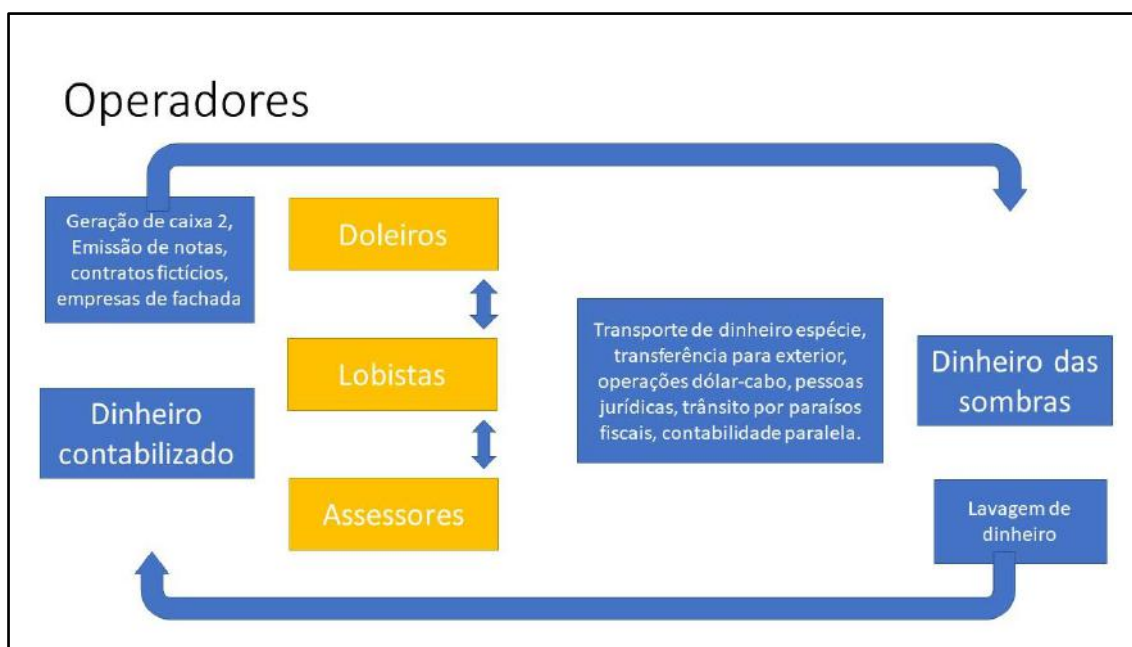 Operadores
Geração de caixa 2,
Emissão de notas,
contratos fictícios,
empresas de fachada
Dinheiro
contabilizado
Doleiros
Lobistas
Assessores
Transporte de dinheiro espécie,
transferência para exterior,
operações dólar-cabo, pessoas
jurídicas, trânsito por paraísos
fiscais, contabilidade paralela.
Dinheiro das
sombras
Lavagem de
dinheiro